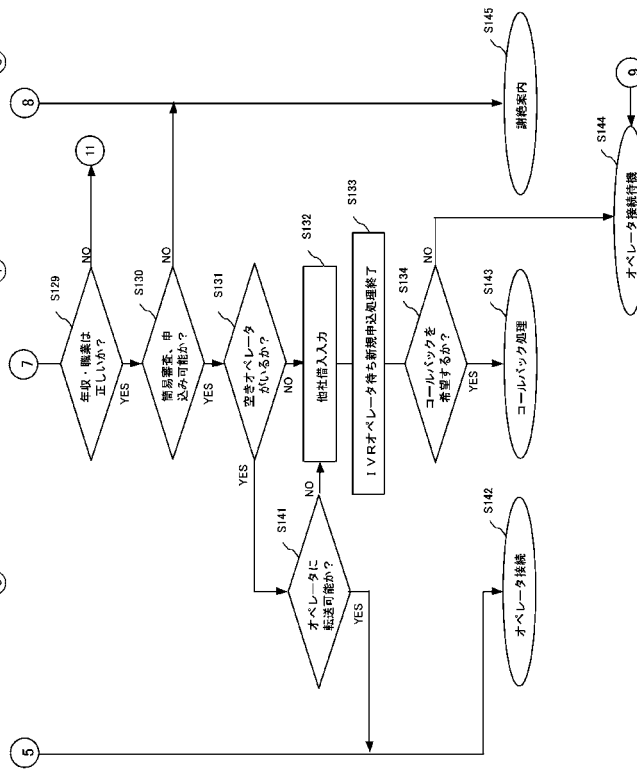 7
S129
年収・職業は
正しいか？
NO
11
YES
S130
簡易審査、申
込み可能か？
NO
8
YES
S131
空きオペレータ
がいるか？
YES
NO
S141
オペレータに
転送可能か？
NO
YES
5
S132
他社借入入力
S133
ＩＶＲオペレータ待ち新規申込処理終了
S134
コールバックを
希望するか？
NO
YES
S142
オペレータ接続
S143
コールバック処理
S144
オペレータ接続待機
9
S145
謝絶案内